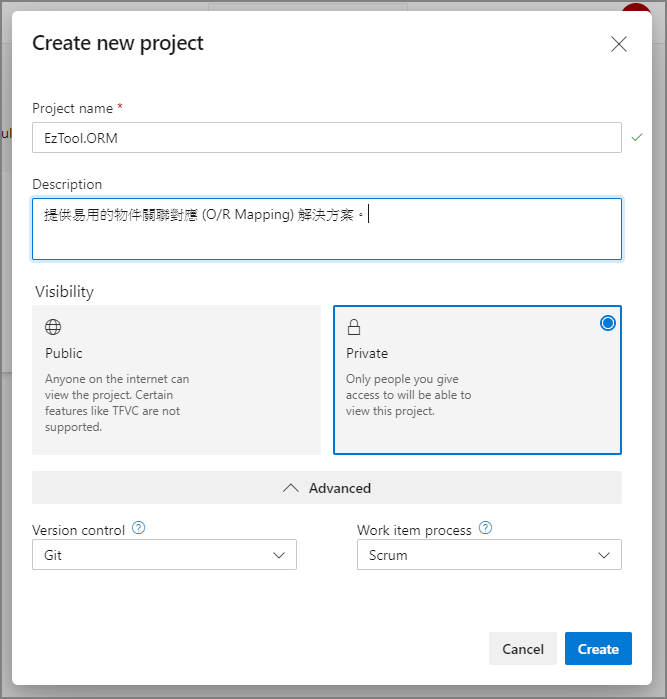 Create new project
Project name *
EzTool.ORM
Description
提供易用的物件關聯對應 (O/R Mapping) 解決方案。
Visibility
Public
Anyone on the internet can
view the project. Certain
features like TFVC are not
supported.
Private
Only people you give
access to will be able to
view this project.
Advanced
Version control
Git
Work item process
Scrum
Cancel
Create